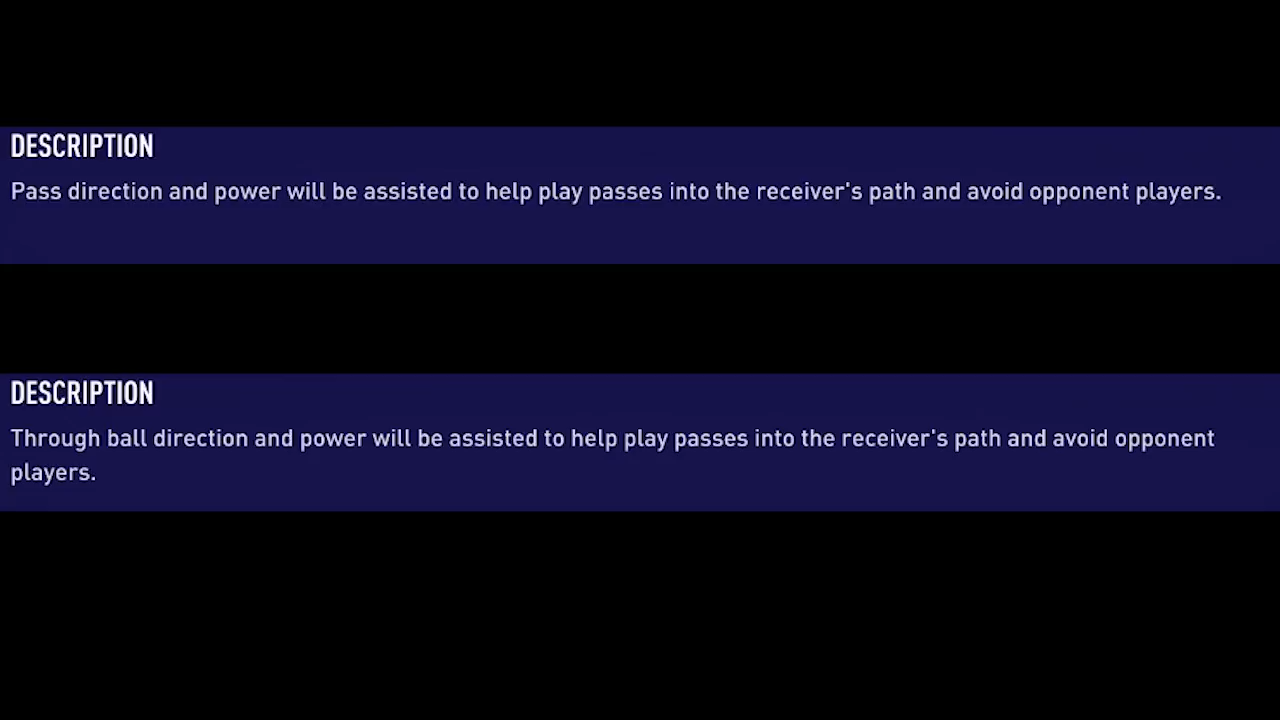 DESCRIPTION
Pass direction and power will be assisted to help play passes into the receiver's path and avoid opponent players.
DESCRIPTION
Through ball direction and power will be assisted to help play passes into the receiver's path and avoid opponent
players.